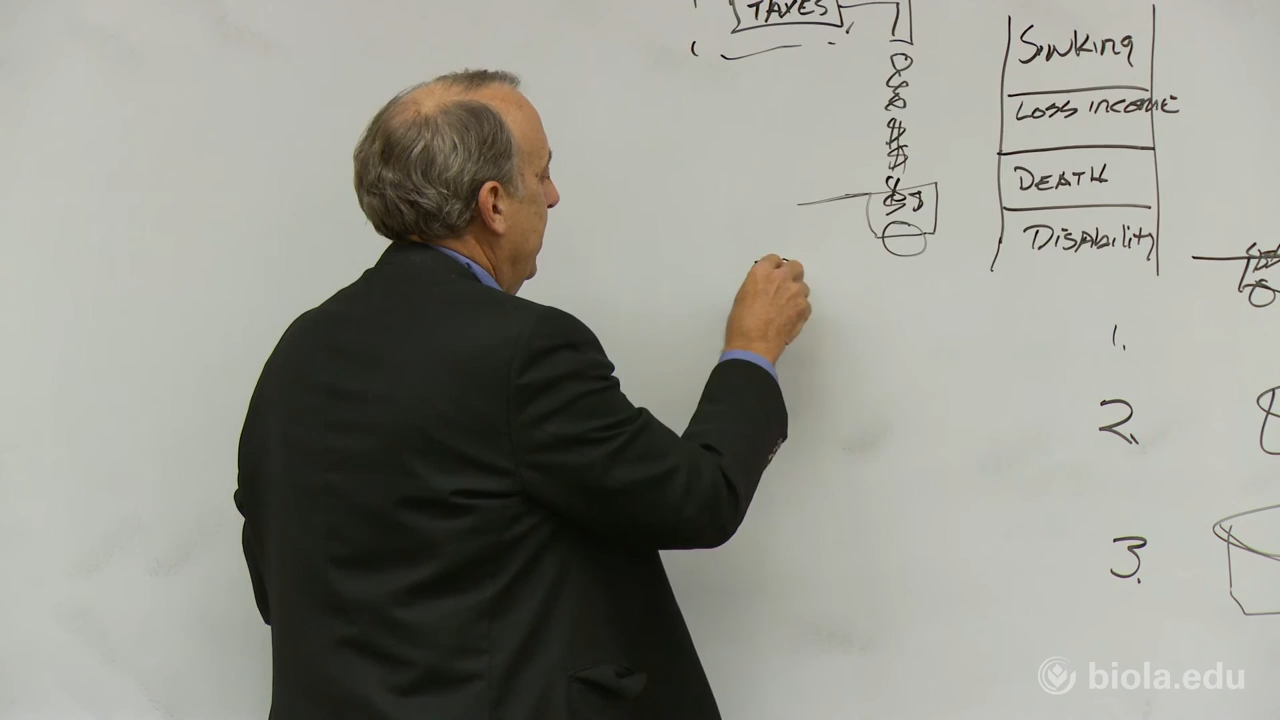 TAXES
$
$
$
$
$
$$
Sinking
LOSS INCOME
DEATH
Disability
1.
2.
3.
biola.edu